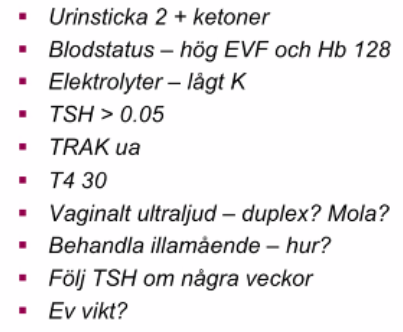 Urinsticka 2 + ketoner
Blodstatus – hög EVF och Hb 128
Elektrolyter – lågt K
TSH > 0.05
TRAK ua
T4 30
Vaginalt ultraljud – duplex? Mola?
Behandla illamående – hur?
Följ TSH om några veckor
Ev vikt?